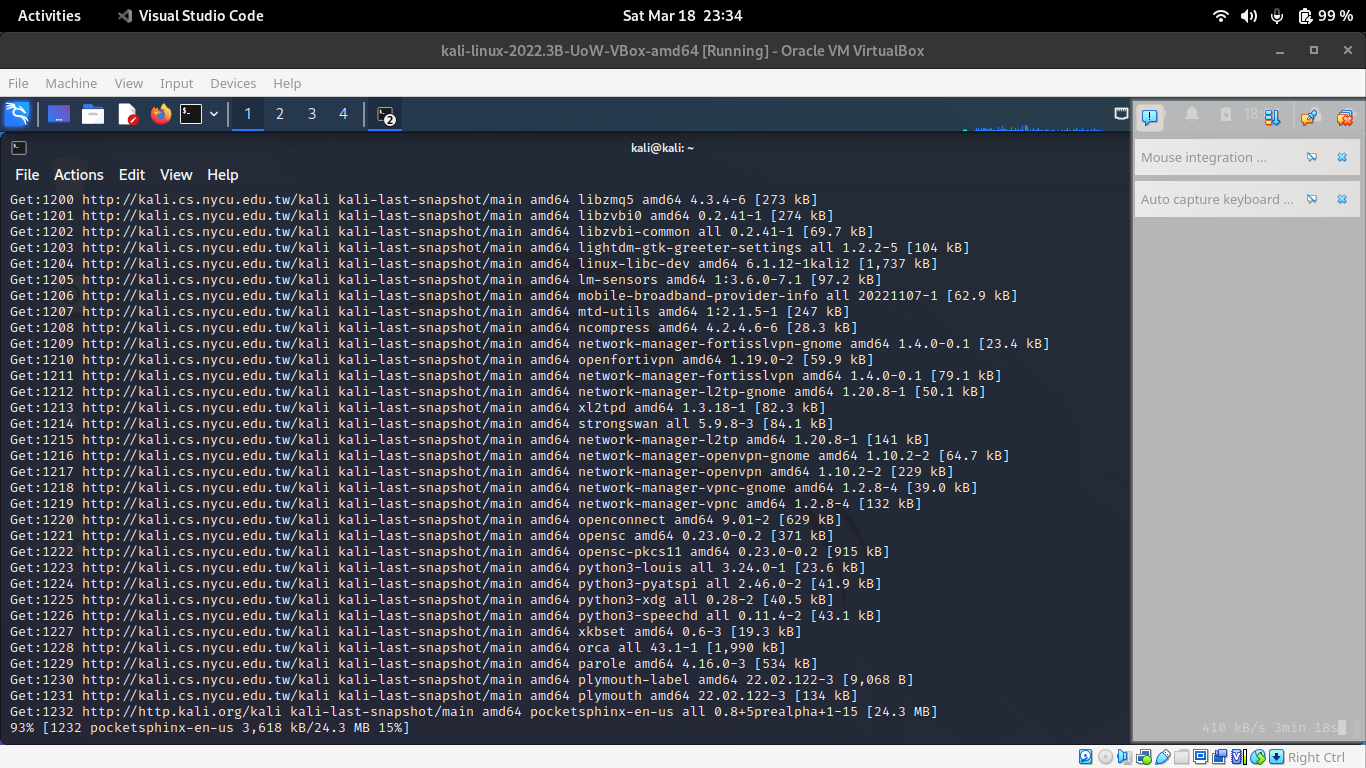 Activities Visual Studio Code Sat Mar 18 23:34 99 %
kali-linux-2022.3B-UoW-VBox-amd64 [Running] - Oracle VM VirtualBox
File Machine View Input Devices Help
1 2 3 4 2 18
kali@kali: ~
File Actions Edit View Help
Mouse integration ...
Auto capture keyboard ...
Get:1200 http://kali.cs.nycu.edu.tw/kali kali-last-snapshot/main amd64 libzmq5 amd64 4.3.4-6 [273 kB]
Get:1201 http://kali.cs.nycu.edu.tw/kali kali-last-snapshot/main amd64 libzvbi0 amd64 0.2.41-1 [274 kB]
Get:1202 http://kali.cs.nycu.edu.tw/kali kali-last-snapshot/main amd64 libzvbi-common all 0.2.41-1 [69.7 kB]
Get:1203 http://kali.cs.nycu.edu.tw/kali kali-last-snapshot/main amd64 lightdm-gtk-greeter-settings all 1.2.2-5 [104 kB]
Get:1204 http://kali.cs.nycu.edu.tw/kali kali-last-snapshot/main amd64 linux-libc-dev amd64 6.1.12-1kali2 [1,737 kB]
Get:1205 http://kali.cs.nycu.edu.tw/kali kali-last-snapshot/main amd64 lm-sensors amd64 1:3.6.0-7.1 [97.2 kB]
Get:1206 http://kali.cs.nycu.edu.tw/kali kali-last-snapshot/main amd64 mobile-broadband-provider-info all 20221107-1 [62.9 kB]
Get:1207 http://kali.cs.nycu.edu.tw/kali kali-last-snapshot/main amd64 mtd-utils amd64 1:2.1.5-1 [247 kB]
Get:1208 http://kali.cs.nycu.edu.tw/kali kali-last-snapshot/main amd64 ncompress amd64 4.2.4.6-6 [28.3 kB]
Get:1209 http://kali.cs.nycu.edu.tw/kali kali-last-snapshot/main amd64 network-manager-fortisslvpn-gnome amd64 1.4.0-0.1 [23.4 kB]
Get:1210 http://kali.cs.nycu.edu.tw/kali kali-last-snapshot/main amd64 openfortivpn amd64 1.19.0-2 [59.9 kB]
Get:1211 http://kali.cs.nycu.edu.tw/kali kali-last-snapshot/main amd64 network-manager-fortisslvpn amd64 1.4.0-0.1 [79.1 kB]
Get:1212 http://kali.cs.nycu.edu.tw/kali kali-last-snapshot/main amd64 network-manager-l2tp-gnome amd64 1.20.8-1 [50.1 kB]
Get:1213 http://kali.cs.nycu.edu.tw/kali kali-last-snapshot/main amd64 xl2tpd amd64 1.3.18-1 [82.3 kB]
Get:1214 http://kali.cs.nycu.edu.tw/kali kali-last-snapshot/main amd64 strongswan all 5.9.8-3 [84.1 kB]
Get:1215 http://kali.cs.nycu.edu.tw/kali kali-last-snapshot/main amd64 network-manager-l2tp amd64 1.20.8-1 [141 kB]
Get:1216 http://kali.cs.nycu.edu.tw/kali kali-last-snapshot/main amd64 network-manager-openvpn-gnome amd64 1.10.2-2 [64.7 kB]
Get:1217 http://kali.cs.nycu.edu.tw/kali kali-last-snapshot/main amd64 network-manager-openvpn amd64 1.10.2-2 [229 kB]
Get:1218 http://kali.cs.nycu.edu.tw/kali kali-last-snapshot/main amd64 network-manager-vpnc-gnome amd64 1.2.8-4 [39.0 kB]
Get:1219 http://kali.cs.nycu.edu.tw/kali kali-last-snapshot/main amd64 network-manager-vpnc amd64 1.2.8-4 [132 kB]
Get:1220 http://kali.cs.nycu.edu.tw/kali kali-last-snapshot/main amd64 openconnect amd64 9.01-2 [629 kB]
Get:1221 http://kali.cs.nycu.edu.tw/kali kali-last-snapshot/main amd64 opensc amd64 0.23.0-0.2 [371 kB]
Get:1222 http://kali.cs.nycu.edu.tw/kali kali-last-snapshot/main amd64 opensc-pkcs11 amd64 0.23.0-0.2 [915 kB]
Get:1223 http://kali.cs.nycu.edu.tw/kali kali-last-snapshot/main amd64 python3-louis all 3.24.0-1 [23.6 kB]
Get:1224 http://kali.cs.nycu.edu.tw/kali kali-last-snapshot/main amd64 python3-pyatspi all 2.46.0-2 [41.9 kB]
Get:1225 http://kali.cs.nycu.edu.tw/kali kali-last-snapshot/main amd64 python3-xdg all 0.28-2 [40.5 kB]
Get:1226 http://kali.cs.nycu.edu.tw/kali kali-last-snapshot/main amd64 python3-speechd all 0.11.4-2 [43.1 kB]
Get:1227 http://kali.cs.nycu.edu.tw/kali kali-last-snapshot/main amd64 xkbset amd64 0.6-3 [19.3 kB]
Get:1228 http://kali.cs.nycu.edu.tw/kali kali-last-snapshot/main amd64 orca all 43.1-1 [1,990 kB]
Get:1229 http://kali.cs.nycu.edu.tw/kali kali-last-snapshot/main amd64 parole amd64 4.16.0-3 [534 kB]
Get:1230 http://kali.cs.nycu.edu.tw/kali kali-last-snapshot/main amd64 plymouth-label amd64 22.02.122-3 [9,068 B]
Get:1231 http://kali.cs.nycu.edu.tw/kali kali-last-snapshot/main amd64 plymouth amd64 22.02.122-3 [134 kB]
Get:1232 http://http.kali.org/kali kali-last-snapshot/main amd64 pocketsphinx-en-us all 0.8+5prealpha+1-15 [24.3 MB]
93% [1232 pocketsphinx-en-us 3,618 kB/24.3 MB 15%] 410 kB/s 3min 18s
Right Ctrl